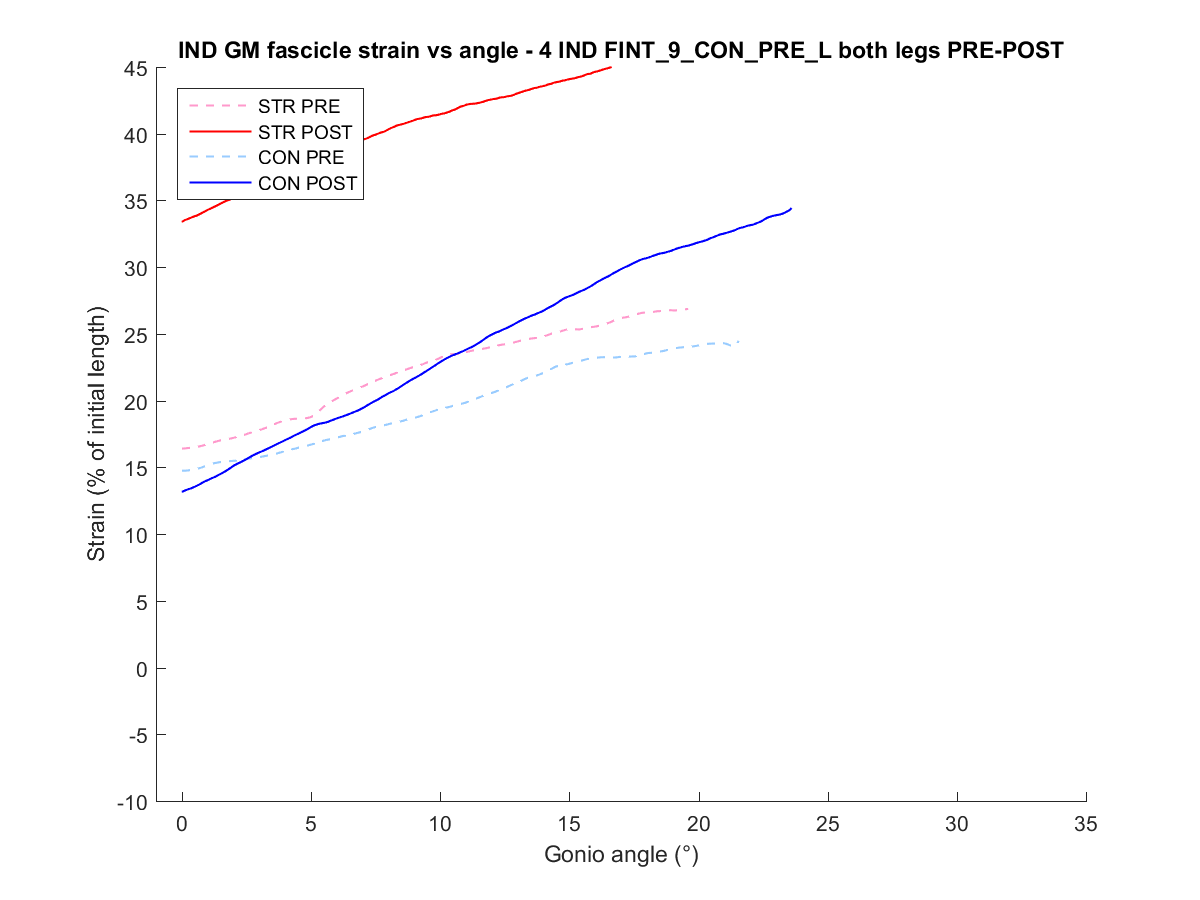 IND GM fascicle strain vs angle - 4 IND FINT_9_CON_PRE_L both legs PRE-POST
STR PRE
STR POST
CON PRE
CON POST
45
40
35
30
25
20
15
10
5
0
-5
-10
Strain (% of initial length)
0 5 10 15 20 25 30 35
Gonio angle (°)